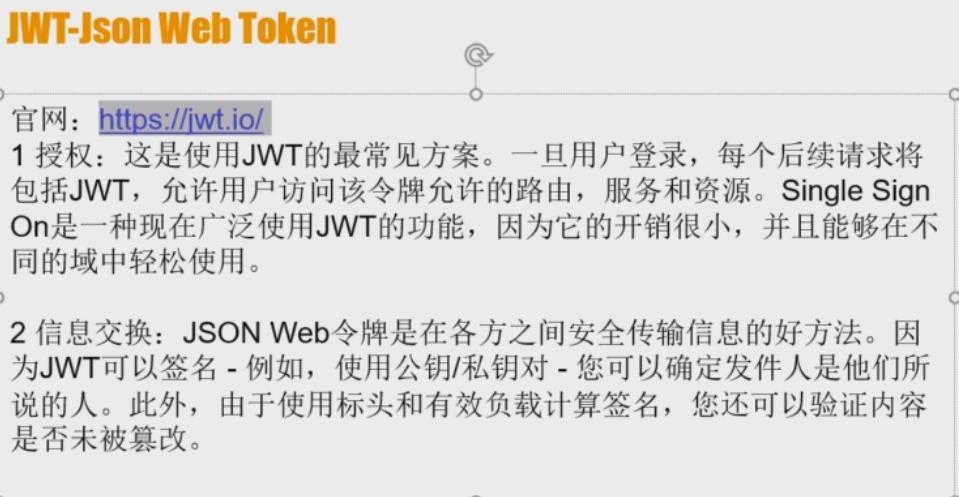 JWT-Json Web Token
官网：https://jwt.io/
1 授权：这是使用JWT的最常见方案。一旦用户登录，每个后续请求将
包括JWT，允许用户访问该令牌允许的路由，服务和资源。Single Sign
On是一种现在广泛使用JWT的功能，因为它的开销很小，并且能够在不
同的域中轻松使用。
2 信息交换：JSON Web令牌是在各方之间安全传输信息的好方法。因
为JWT可以签名 - 例如，使用公钥/私钥对 - 您可以确定发件人是他们所
说的人。此外，由于使用标头和有效负载计算签名，您还可以验证内容
是否未被篡改。